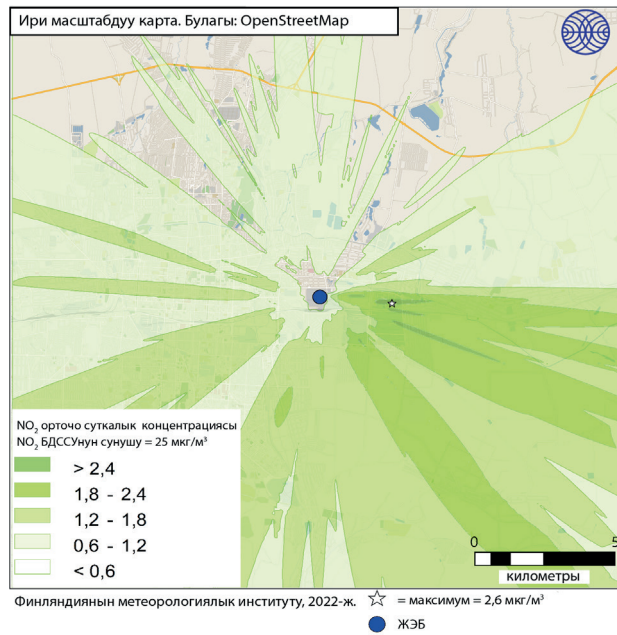 Ири масштабдуу карта. Булагы: OpenStreetMap
NO₂ орточо суткалык концентрациясы
NO₂ БДССУнун сунушу = 25 мкг/м³
> 2,4
1,8 - 2,4
1,2 - 1,8
0,6 - 1,2
< 0,6
0 5
километры
Финляндиянын метеорологиялык институту, 2022-ж. = максимум = 2,6 мкг/м³
ЖЭБ